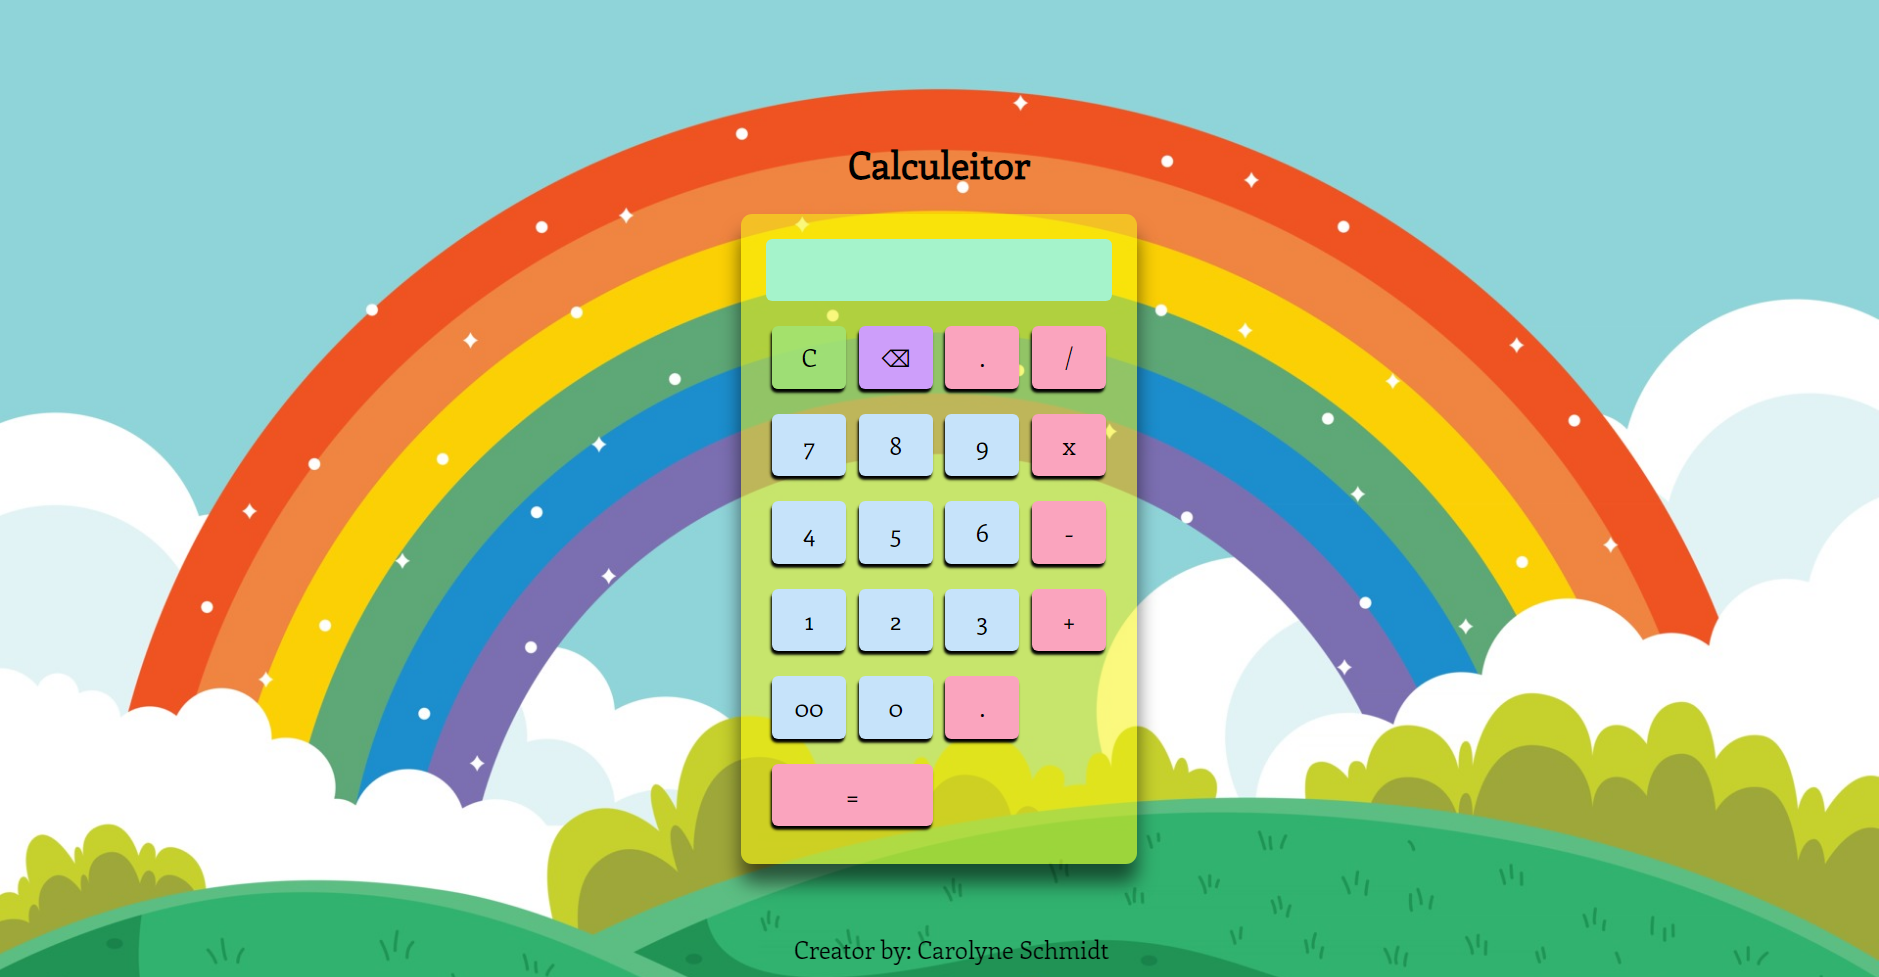 Calculeitor
C ⌫ . /
7 8 9 x
4 5 6 -
1 2 3 +
00 0 .
=
Creator by: Carolyne Schmidt